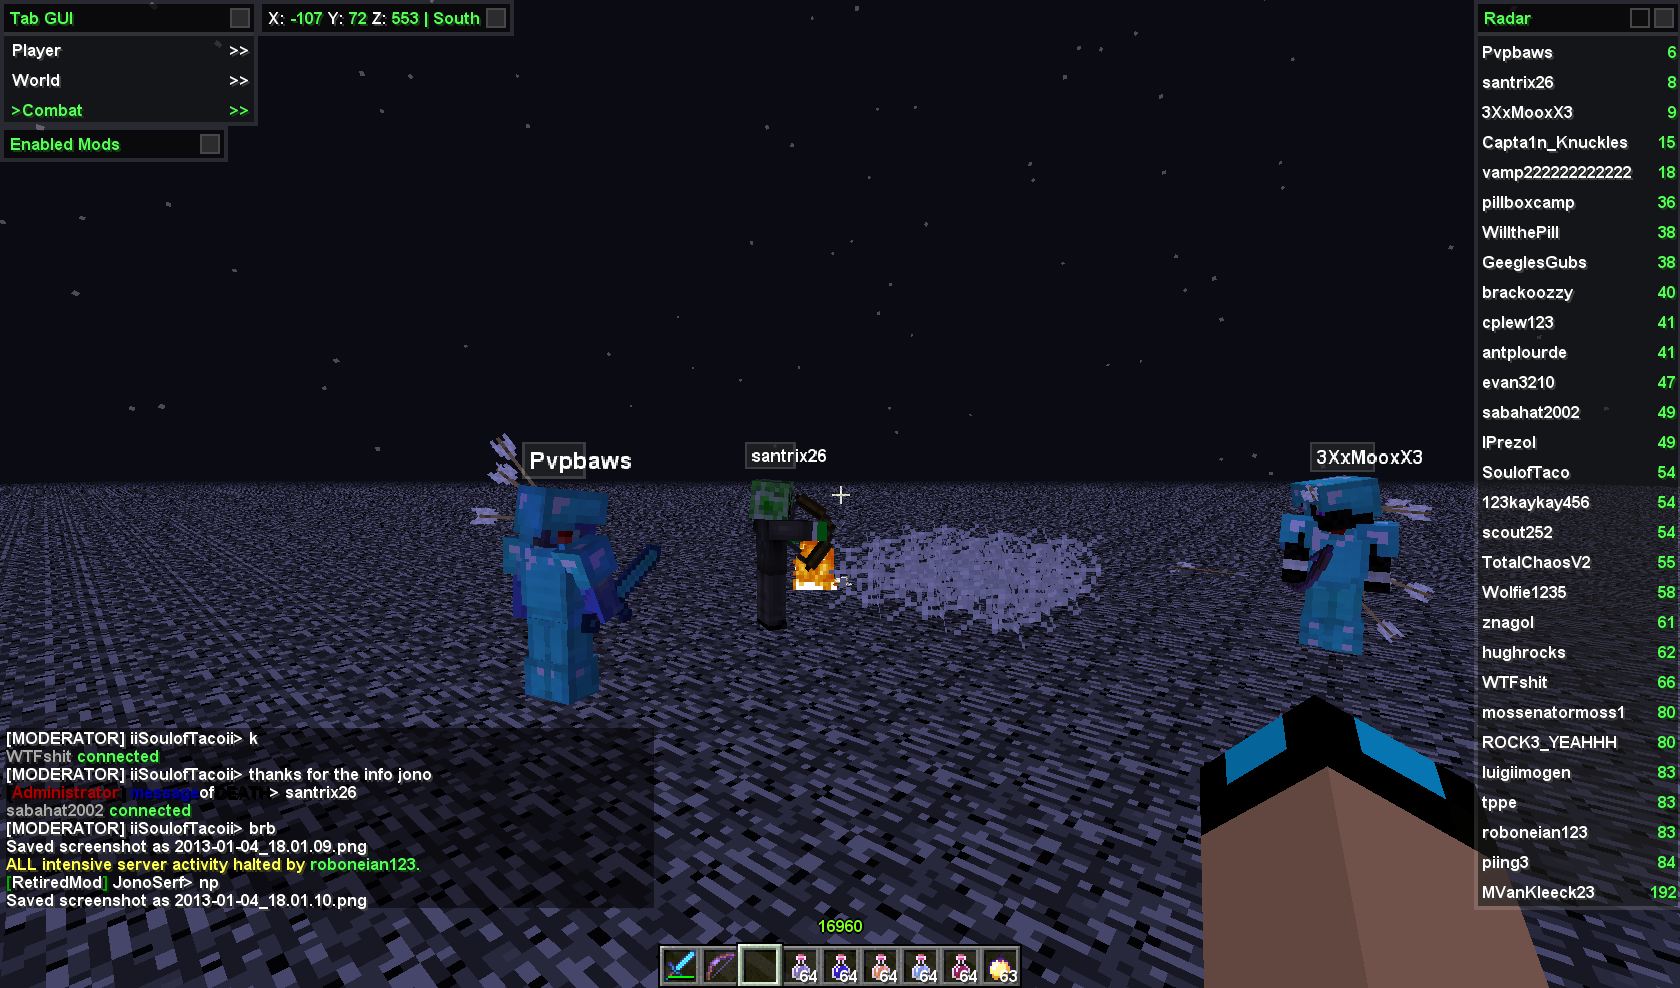 Tab GUI
X: -107 Y: 72 Z: 553 | South
Player >>
World >>
>Combat >>
Enabled Mods
Radar
Pvpbaws 6
santrix26 8
3XxMooxX3 9
Capta1n_Knuckles 15
vamp222222222222 18
pillboxcamp 36
WillthePill 38
GeeglesGubs 38
brackoozzy 40
cplew123 41
antplourde 41
evan3210 47
sabahat2002 49
IPrezol 49
SoulofTaco 54
123kaykay456 54
scout252 54
TotalChaosV2 55
Wolfie1235 58
znagol 61
hughrocks 62
WTFshit 66
mossenatormoss1 80
ROCK3_YEAHHH 80
luigiimogen 83
tppe 83
roboneian123 83
piing3 84
MVanKleeck23 192
Pvpbaws
santrix26
3XxMooxX3
[MODERATOR] iiSoulofTacoii> k
WTFshit connected
[MODERATOR] iiSoulofTacoii> thanks for the info jono
[Administrator] messageof DEATH > santrix26
sabahat2002 connected
[MODERATOR] iiSoulofTacoii> brb
Saved screenshot as 2013-01-04_18.01.09.png
ALL intensive server activity halted by roboneian123.
[RetiredMod] JonoSerf> np
Saved screenshot as 2013-01-04_18.01.10.png
16960
64 64 64 64 64 63